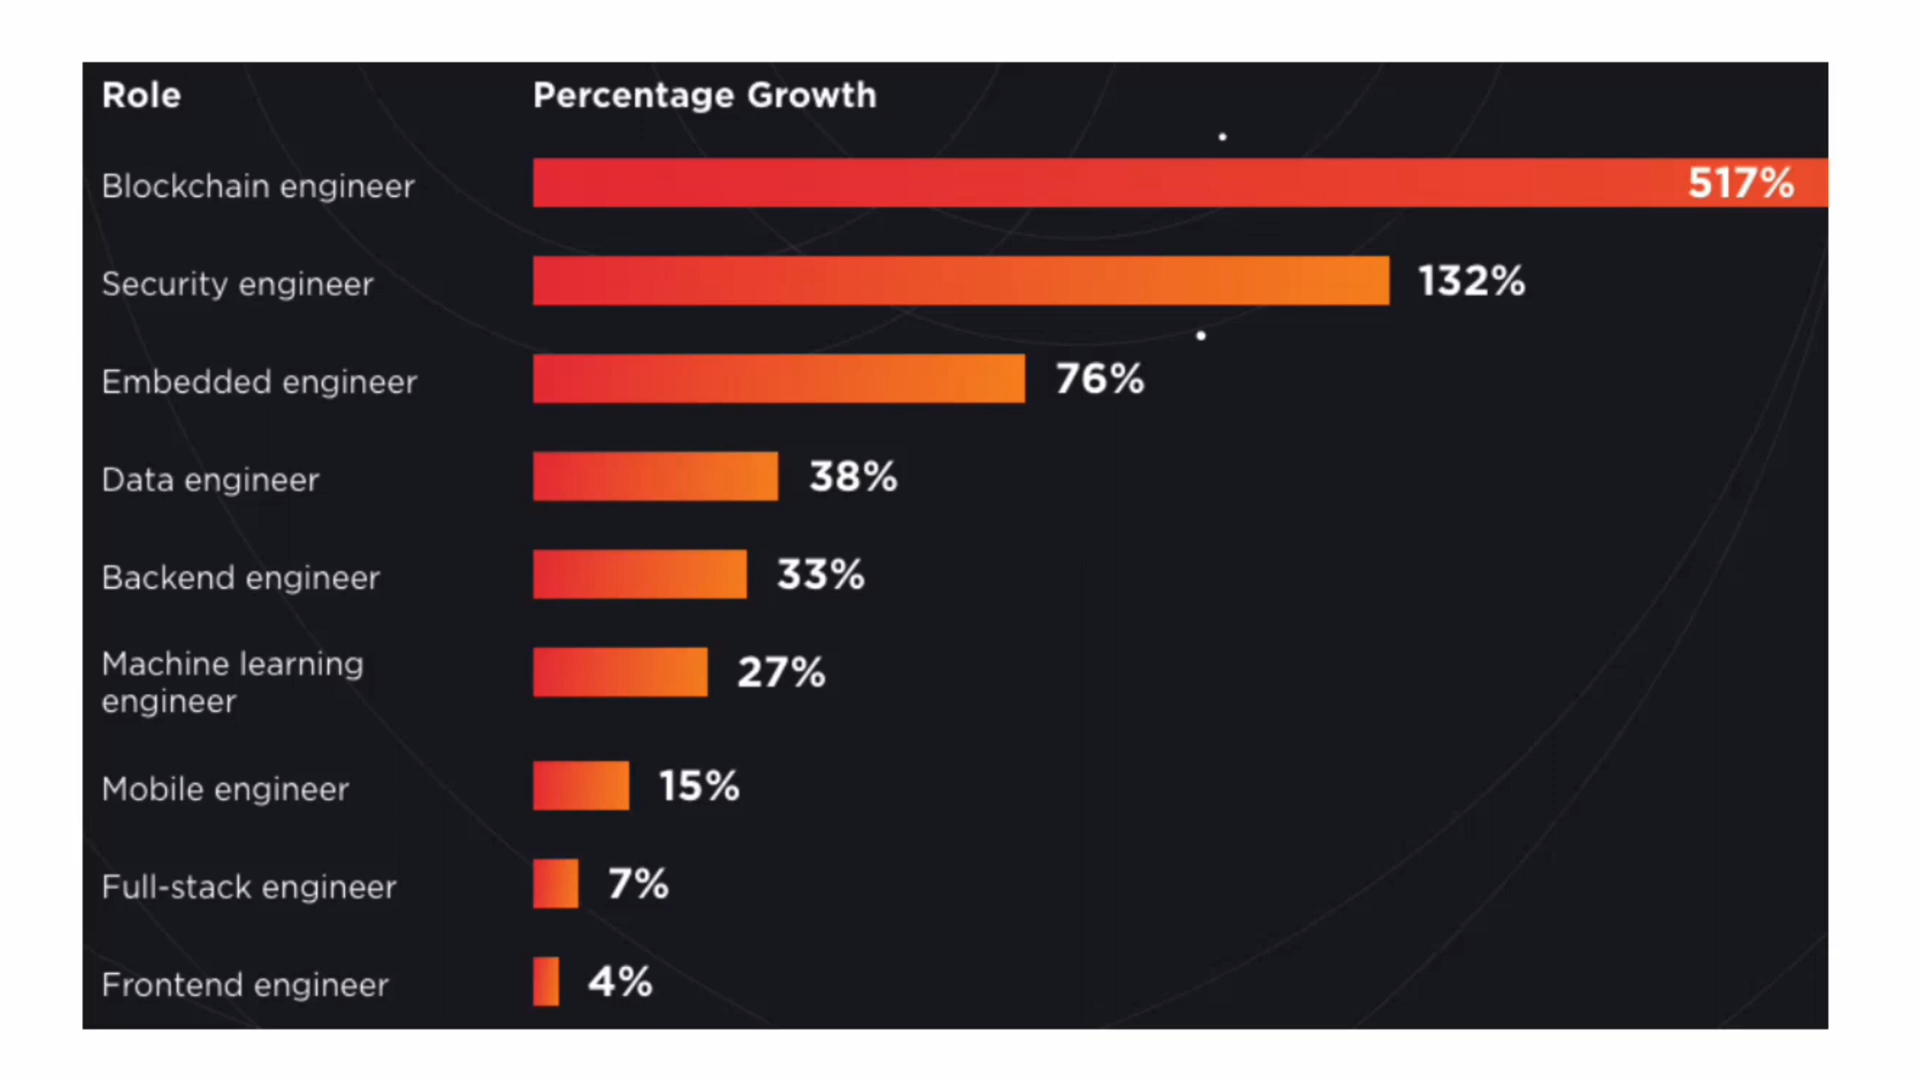 Role Percentage Growth
Blockchain engineer 517%
Security engineer 132%
Embedded engineer 76%
Data engineer 38%
Backend engineer 33%
Machine learning
engineer 27%
Mobile engineer 15%
Full-stack engineer 7%
Frontend engineer 4%